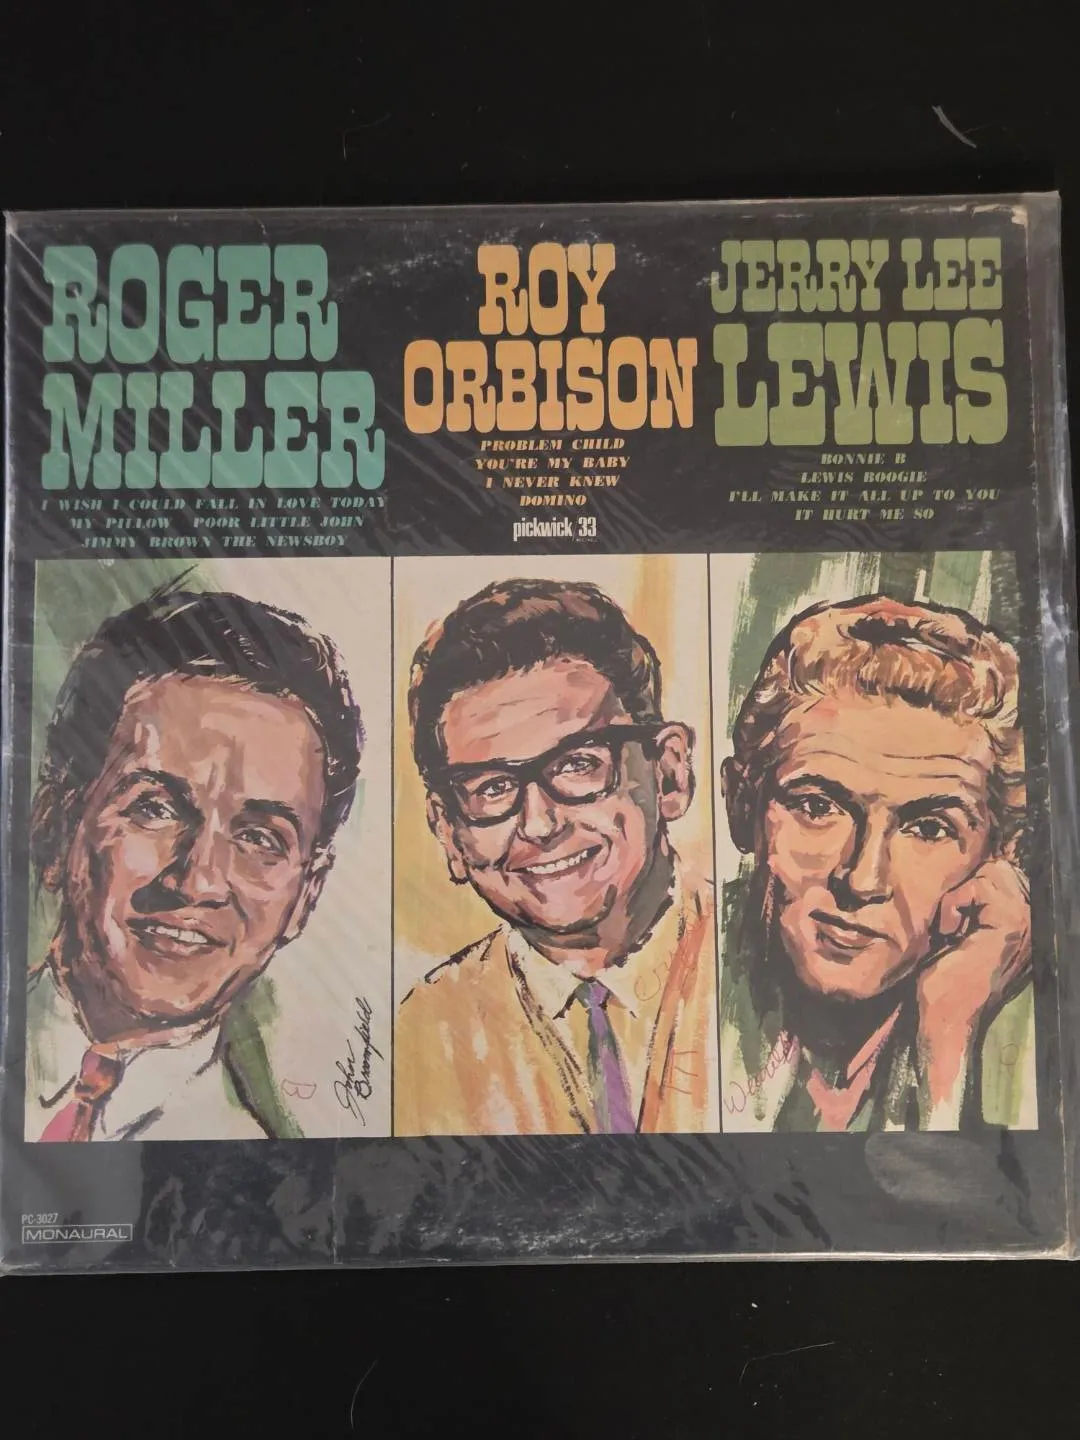 ROGER
MILLER
I WISH I COULD FALL IN LOVE TODAY
MY PILLOW POOR LITTLE JOHN
JIMMY BROWN THE NEWSBOY
ROY
ORBISON
PROBLEM CHILD
YOU'RE MY BABY
I NEVER KNEW
DOMINO
pickwick/33
JERRY LEE
LEWIS
BONNIE B
LEWIS BOOGIE
I'LL MAKE IT ALL UP TO YOU
IT HURT ME SO
John
Bromfield
B
PC-3027
MONAURAL